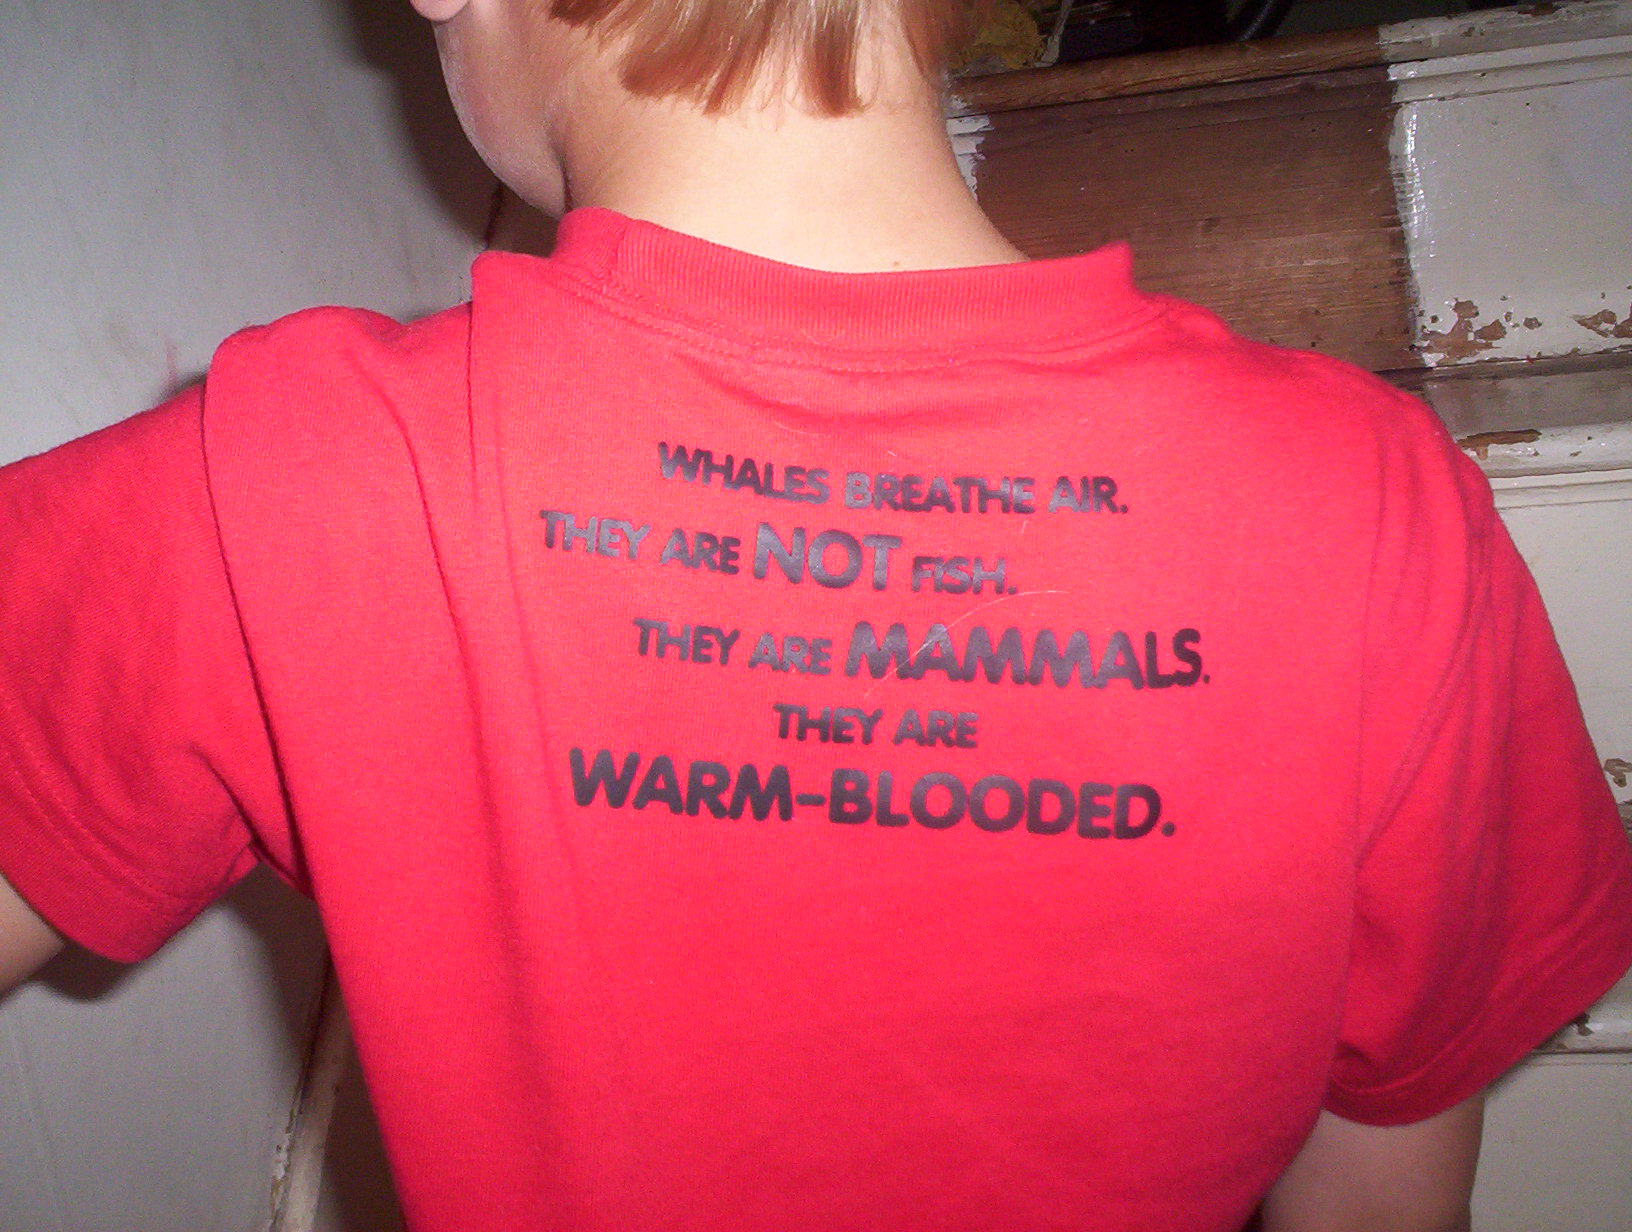 WHALES BREATHE AIR.
THEY ARE NOT FISH.
THEY ARE MAMMALS.
THEY ARE
WARM-BLOODED.